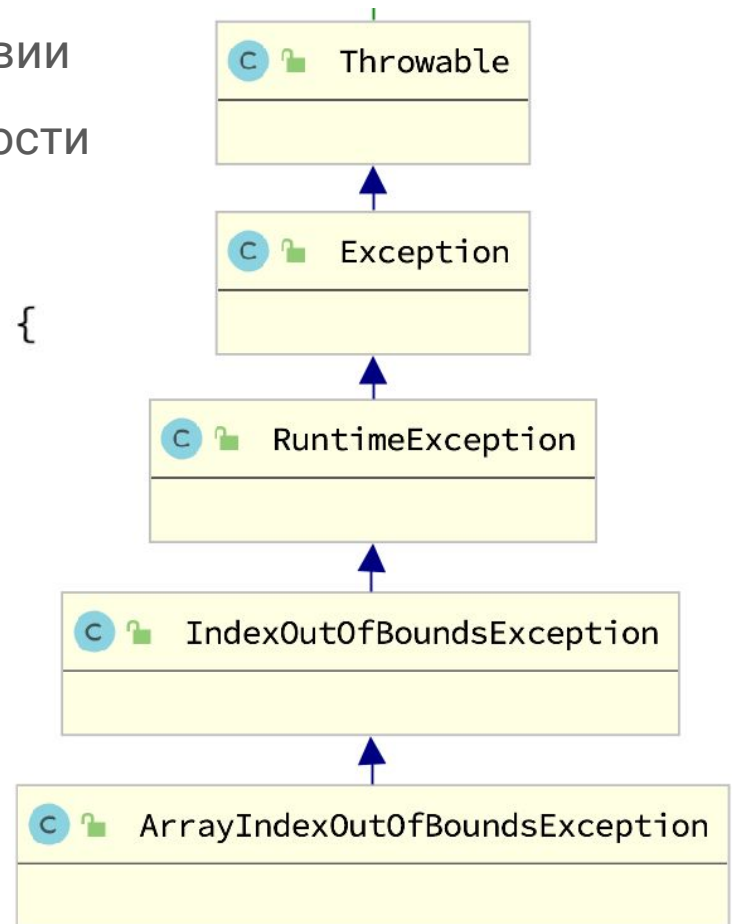 вии
ости
{
C Throwable
C Exception
C RuntimeException
C IndexOutOfBoundsException
C ArrayIndexOutOfBoundsException